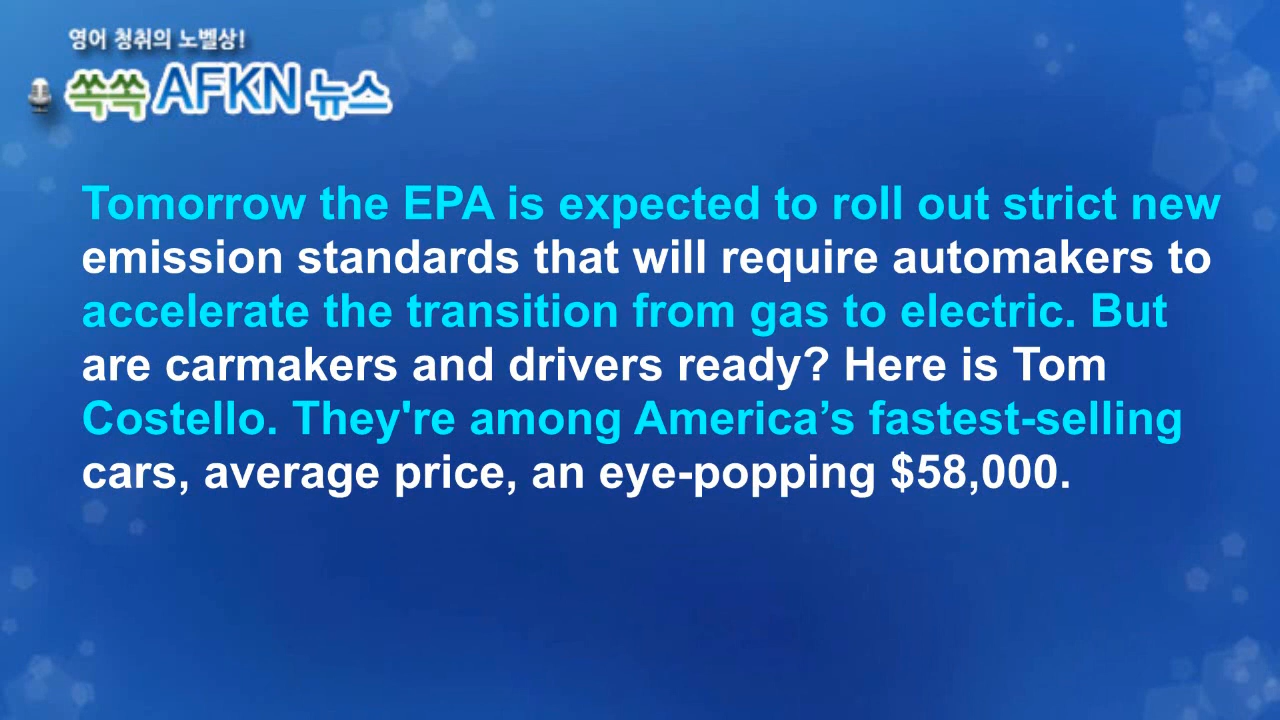 영어 청취의 노벨상!
쏙쏙 AFKN 뉴스
Tomorrow the EPA is expected to roll out strict new
emission standards that will require automakers to
accelerate the transition from gas to electric. But
are carmakers and drivers ready? Here is Tom
Costello. They're among America’s fastest-selling
cars, average price, an eye-popping $58,000.